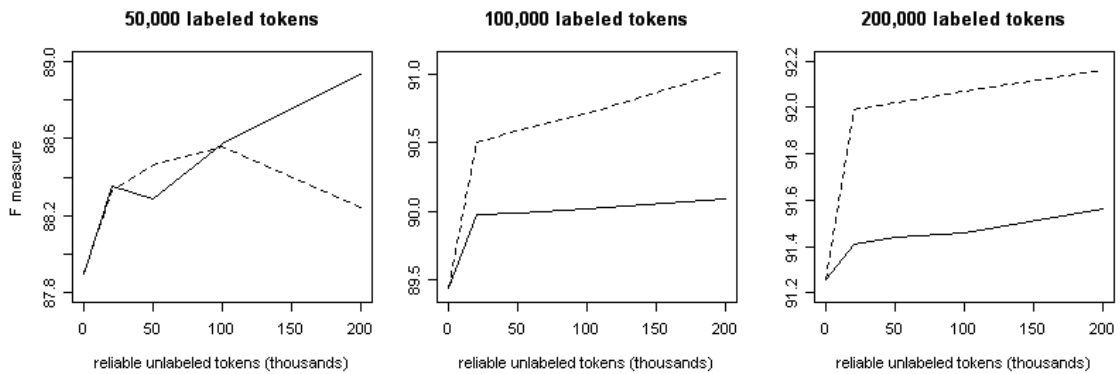 50,000 labeled tokens
100,000 labeled tokens
200,000 labeled tokens
F measure
89.0
88.6
88.2
87.8
0 50 100 150 200
reliable unlabeled tokens (thousands)
91.0
90.5
90.0
89.5
0 50 100 150 200
reliable unlabeled tokens (thousands)
92.2
92.0
91.8
91.6
91.4
91.2
0 50 100 150 200
reliable unlabeled tokens (thousands)